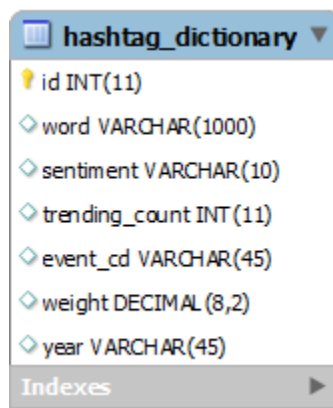 hashtag_dictionary
id INT(11)
word VARCHAR(1000)
sentiment VARCHAR(10)
trending_count INT(11)
event_cd VARCHAR(45)
weight DECIMAL(8,2)
year VARCHAR(45)
Indexes